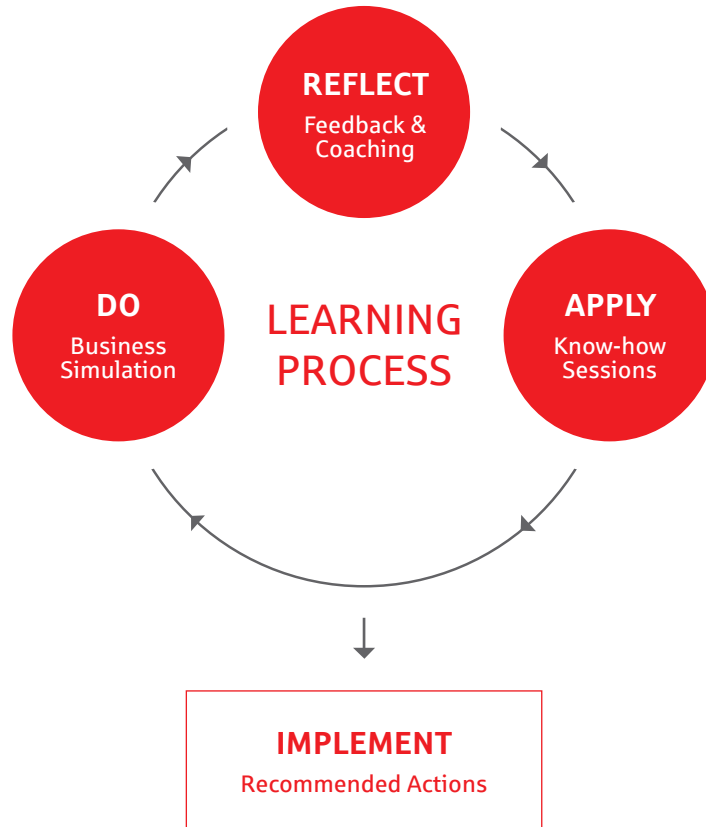 REFLECT
Feedback &
Coaching
DO
Business
Simulation
LEARNING
PROCESS
APPLY
Know-how
Sessions
IMPLEMENT
Recommended Actions